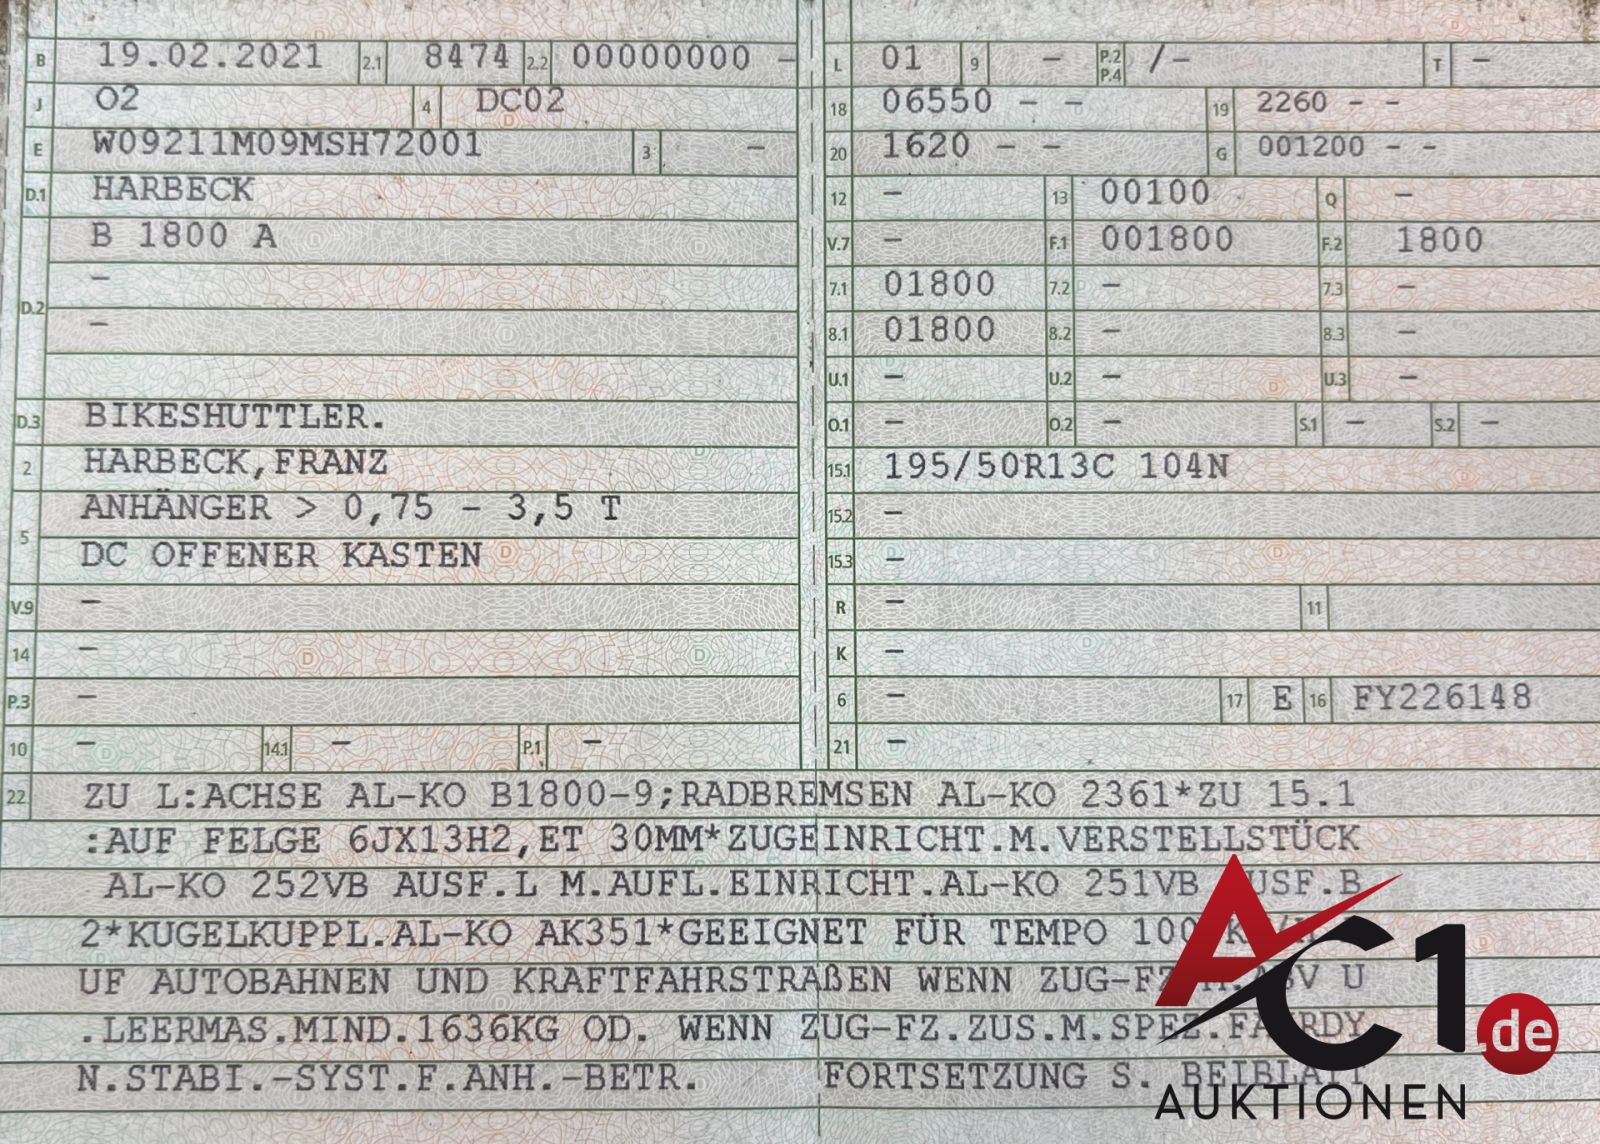 B 19.02.2021 2.1 8474 2.2 00000000 -
J O2 4 DC02
E W09211M09MSH72001 3 -
D.1 HARBECK
B 1800 A
-
D.2
-
D.3 BIKESHUTTLER.
2 HARBECK,FRANZ
ANHÄNGER > 0,75 - 3,5 T
5
DC OFFENER KASTEN
V.9 -
14 -
P.3 -
10 - 14.1 - P.1 -
L 01 9 - P.2 P.4 /- T -
18 06550 - - 19 2260 - -
20 1620 - - G 001200 - -
12 - 13 00100 Q -
V.7 - F.1 001800 F.2 1800
7.1 01800 7.2 - 7.3 -
8.1 01800 8.2 - 8.3 -
U.1 - U.2 - U.3 -
O.1 - O.2 - S.1 - S.2 -
15.1 195/50R13C 104N
15.2 -
15.3 -
R - 11
K -
6 - 17 E 16 FY226148
21 -
22 ZU L:ACHSE AL-KO B1800-9;RADBREMSEN AL-KO 2361*ZU 15.1
:AUF FELGE 6JX13H2,ET 30MM*ZUGEINRICHT.M.VERSTELLSTÜCK
AL-KO 252VB AUSF.L M.AUFL.EINRICHT.AL-KO 251VB AUSF.B
2*KUGELKUPPL.AL-KO AK351*GEEIGNET FÜR TEMPO 100
UF AUTOBAHNEN UND KRAFTFAHRSTRAßEN WENN U
.LEERMAS.MIND.1636KG OD. WENN ZUG-FZ.ZUS.M.SPEZ.FAHRDY
N.STABI.-SYST.F.ANH.-BETR. FORTSETZUNG S. BEIBLATT
AC1.de
AUKTIONEN